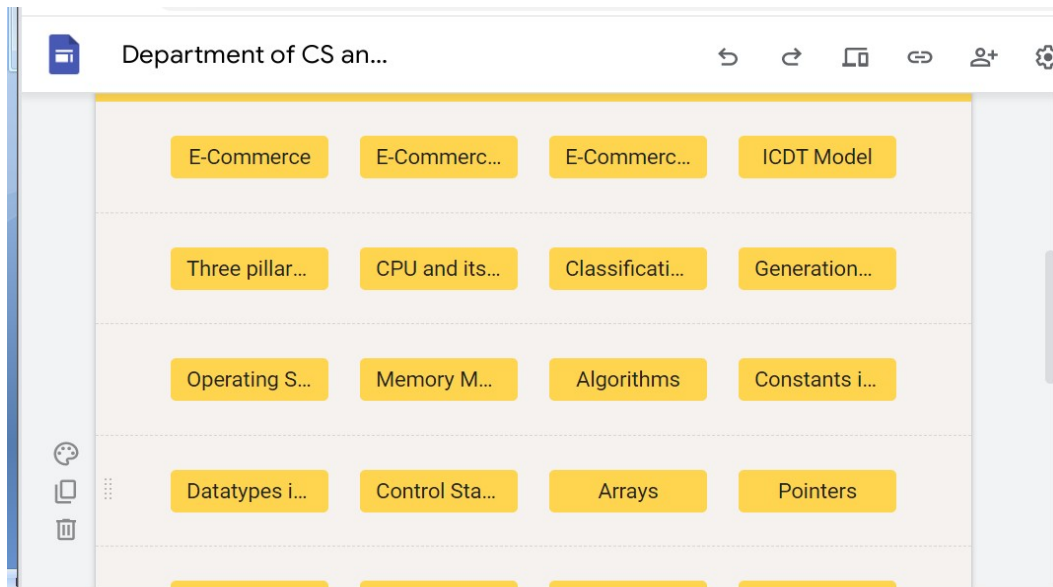 Department of CS an...
E-Commerce E-Commerc... E-Commerc... ICDT Model
Three pillar... CPU and its... Classificati... Generation...
Operating S... Memory M... Algorithms Constants i...
Datatypes i... Control Sta... Arrays Pointers